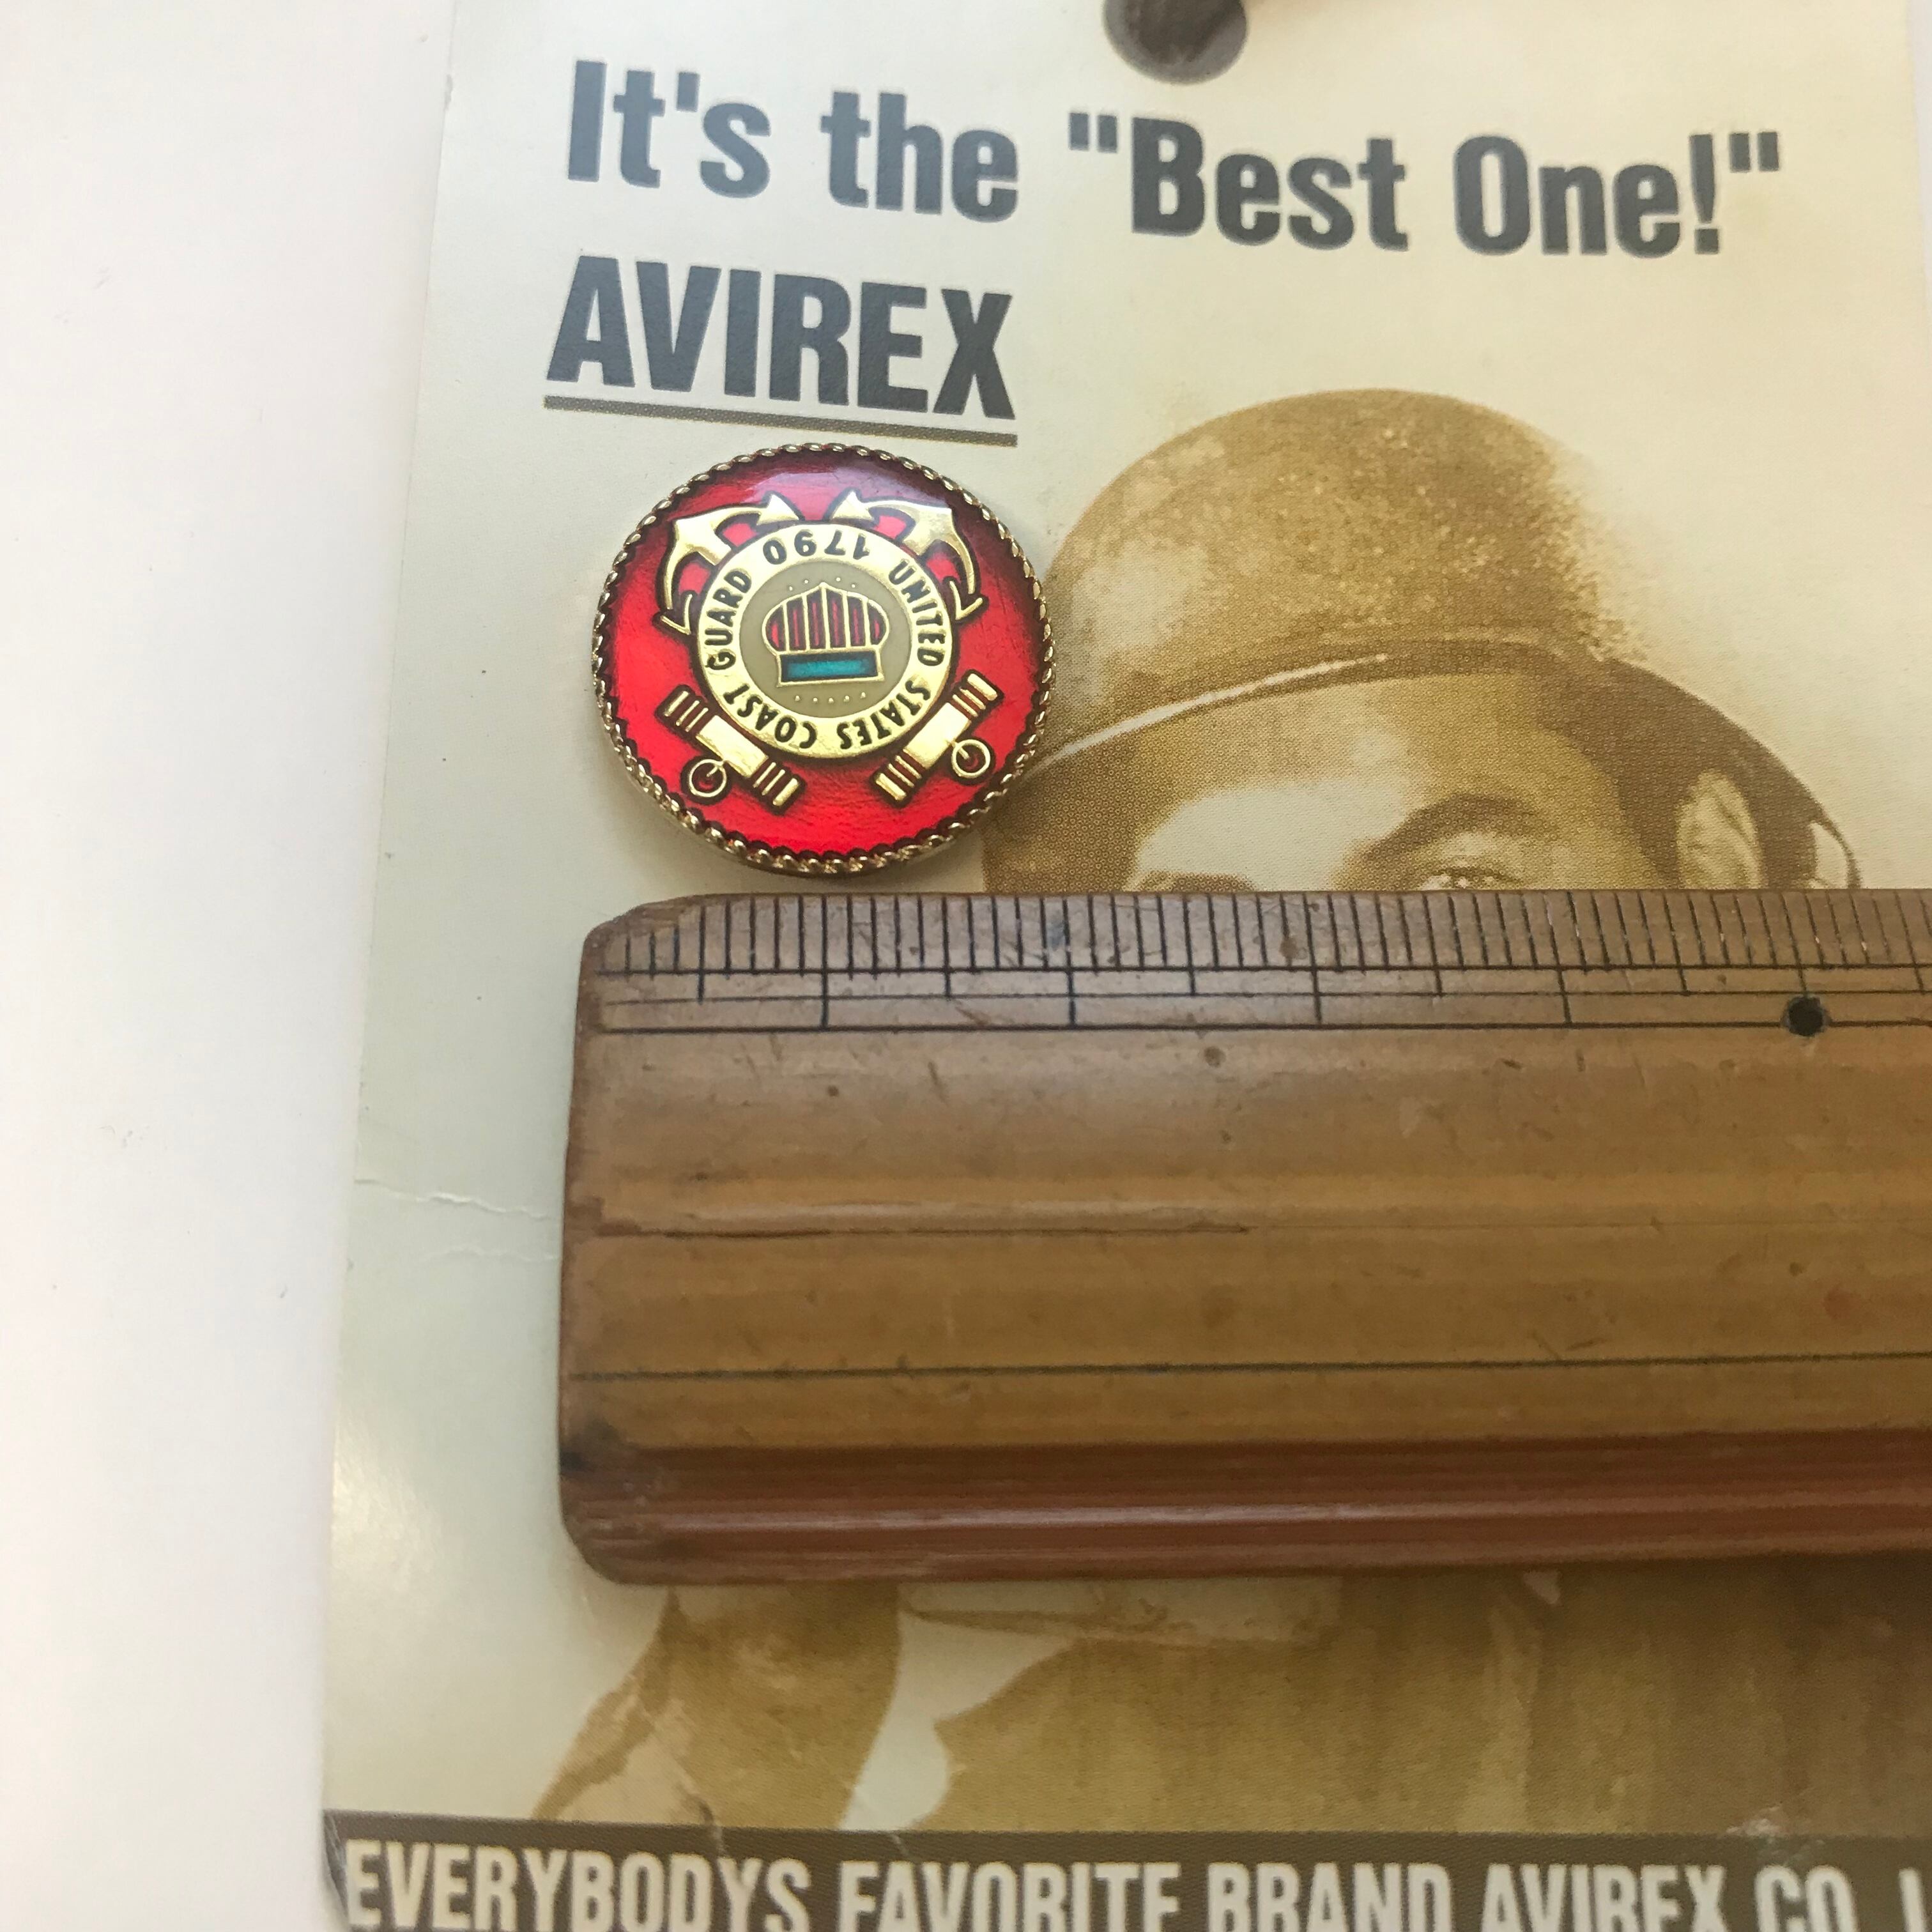 It's the "Best One!"
AVIREX
UNITED STATES COAST GUARD
1790
EVERYBODYS FAVORITE BRAND AVIREX CO.